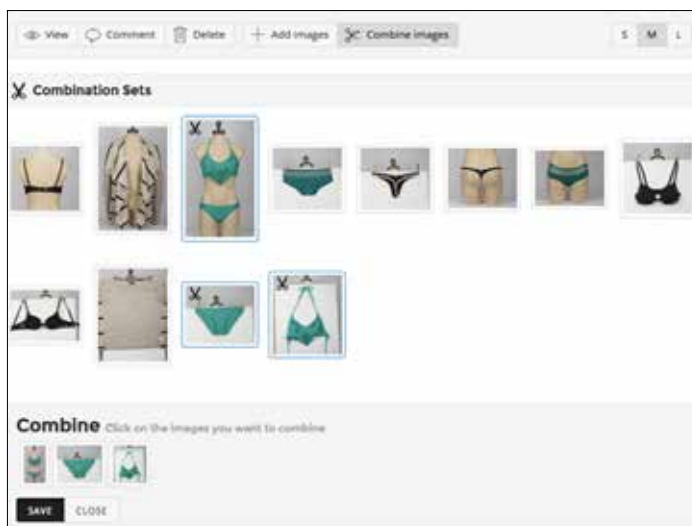 View Comment Delete Add images Combine images S M L
Combination Sets
Combine Click on the images you want to combine
SAVE CLOSE